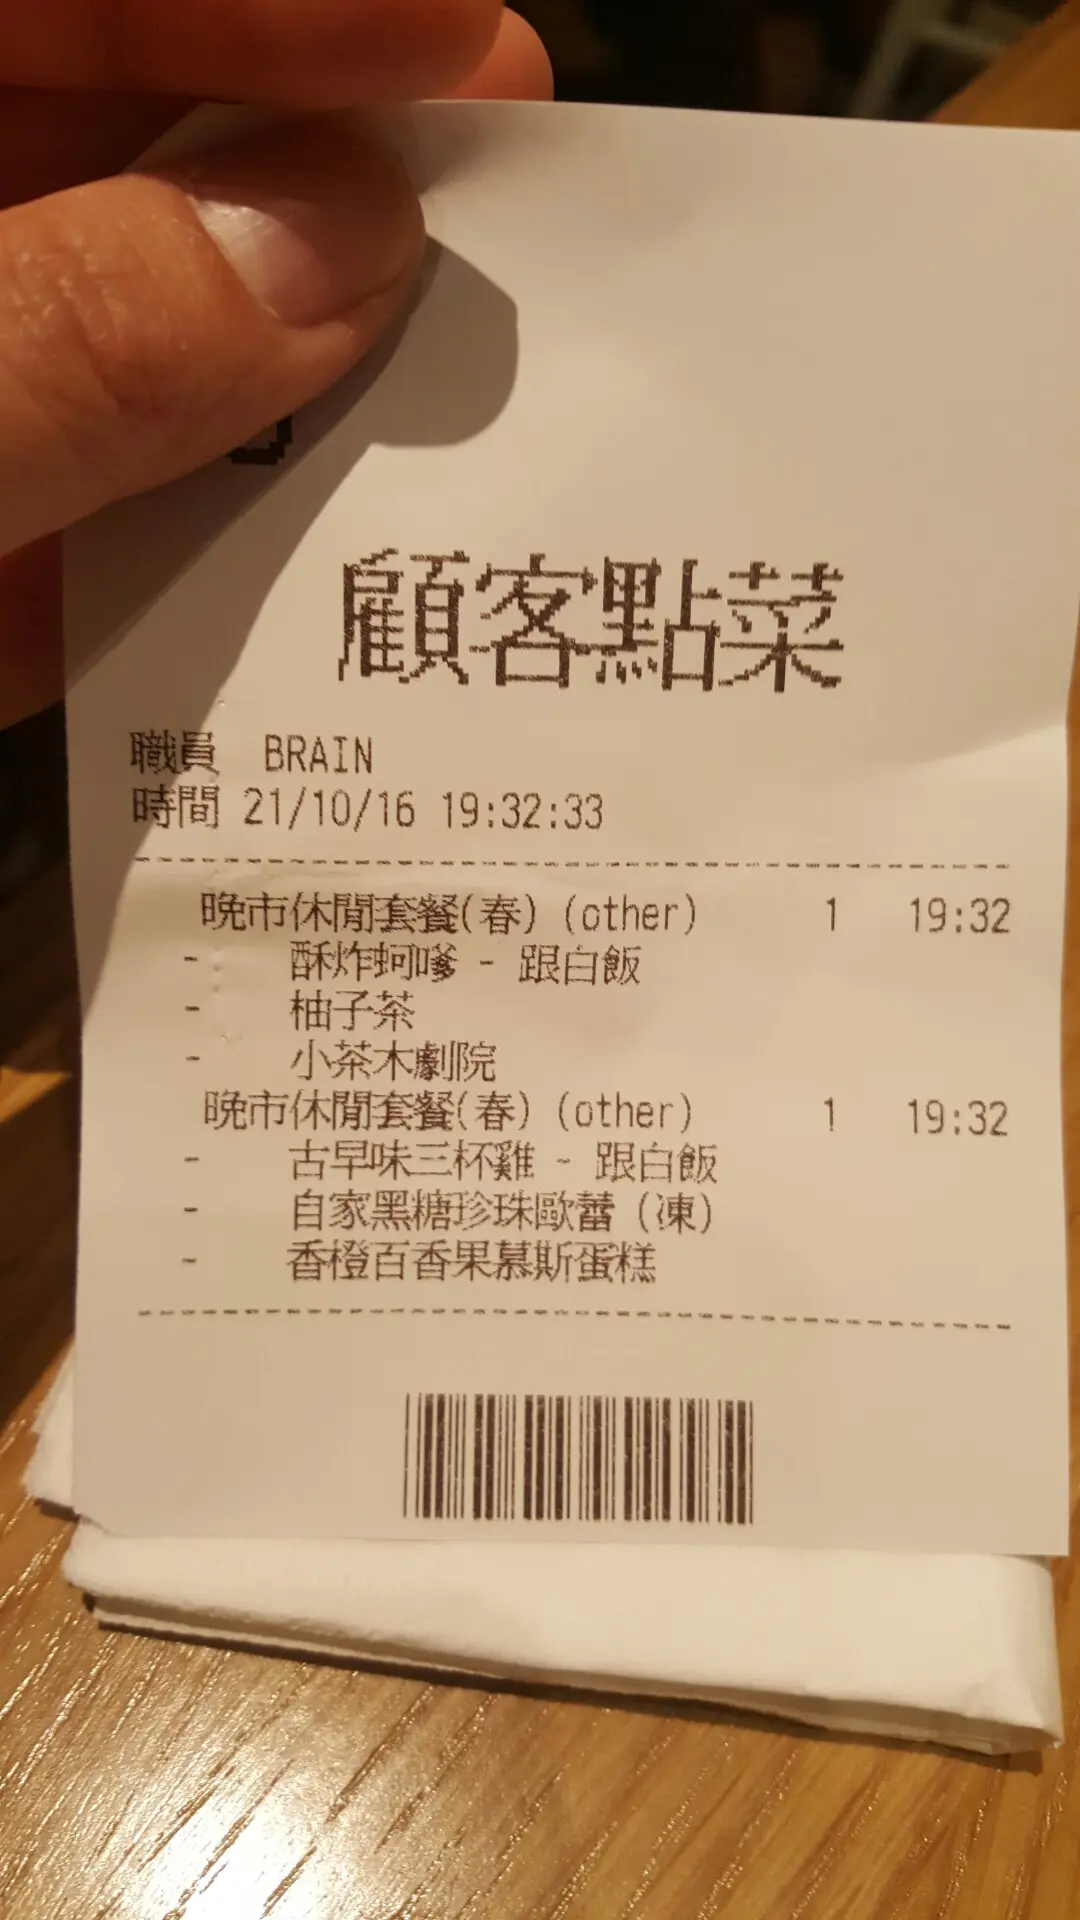 顧客點菜
職員 BRAIN
時間 21/10/16 19:32:33
晚市休閒套餐(春) (other) 1 19:32
- 酥炸蚵嗲 - 跟白飯
- 柚子茶
- 小茶木劇院
晚市休閒套餐(春) (other) 1 19:32
- 古早味三杯雞 - 跟白飯
- 自家黑糖珍珠歐蕾 (凍)
- 香橙百香果慕斯蛋糕